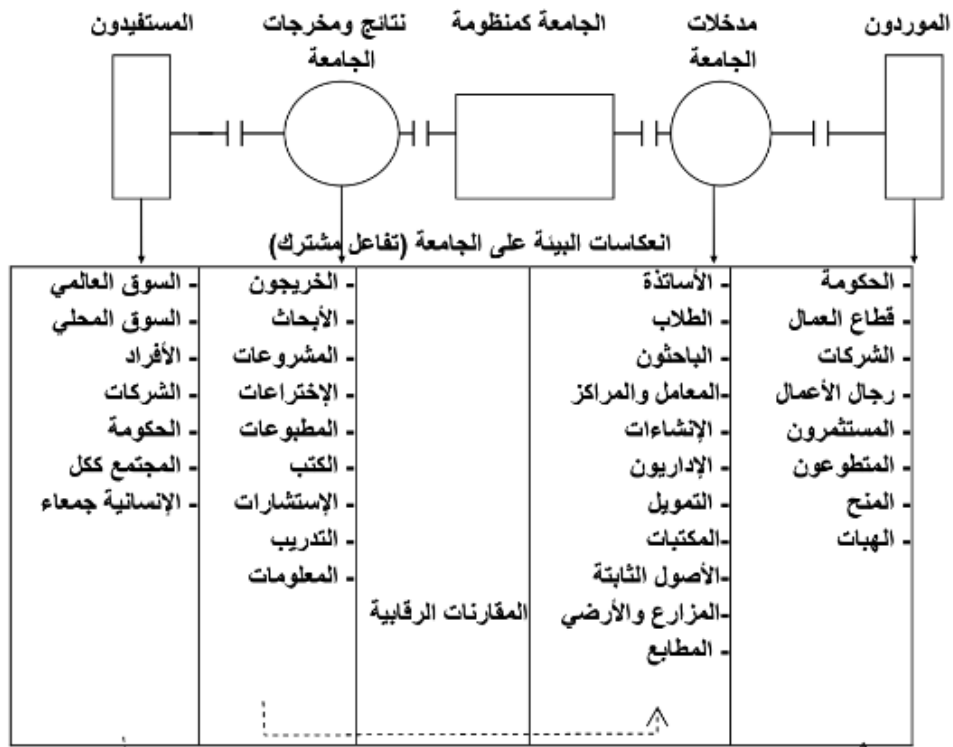 الموردون
مدخلات
الجامعة
الجامعة كمنظومة
نتائج ومخرجات
الجامعة
المستفيدون
انعكاسات البيئة على الجامعة (تفاعل مشترك)
- الحكومة
- قطاع العمال
- الشركات
- رجال الأعمال
- المستثمرون
- المتطوعون
- المنح
- الهبات
- الأساتذة
- الطلاب
- الباحثون
-المعامل والمراكز
- الإنشاءات
- الإداريون
- التمويل
-المكتبات
-الأصول الثابتة
-المزارع والأرضي
- المطابع
المقارنات الرقابية
- الخريجون
- الأبحاث
- المشروعات
- الإختراعات
- المطبوعات
- الكتب
- الإستشارات
- التدريب
- المعلومات
- السوق العالمي
- السوق المحلي
- الأفراد
- الشركات
- الحكومة
- المجتمع ككل
- الإنسانية جمعاء